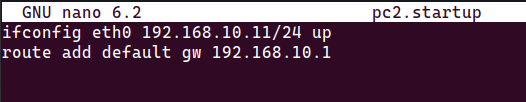 GNU nano 6.2 pc2.startup
ifconfig eth0 192.168.10.11/24 up
route add default gw 192.168.10.1